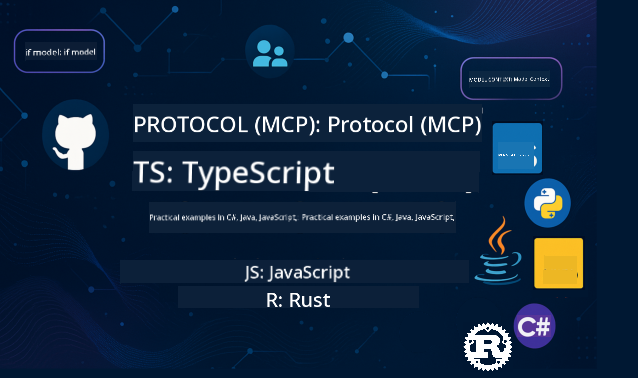 if model: if model
PROTOCOL (MCP): Protocol (MCP)
TS: TypeScript
Practical examples in C#, Java, JavaScript, Practical examples in C#, Java, JavaScript,
JS: JavaScript
R: Rust
C#
R